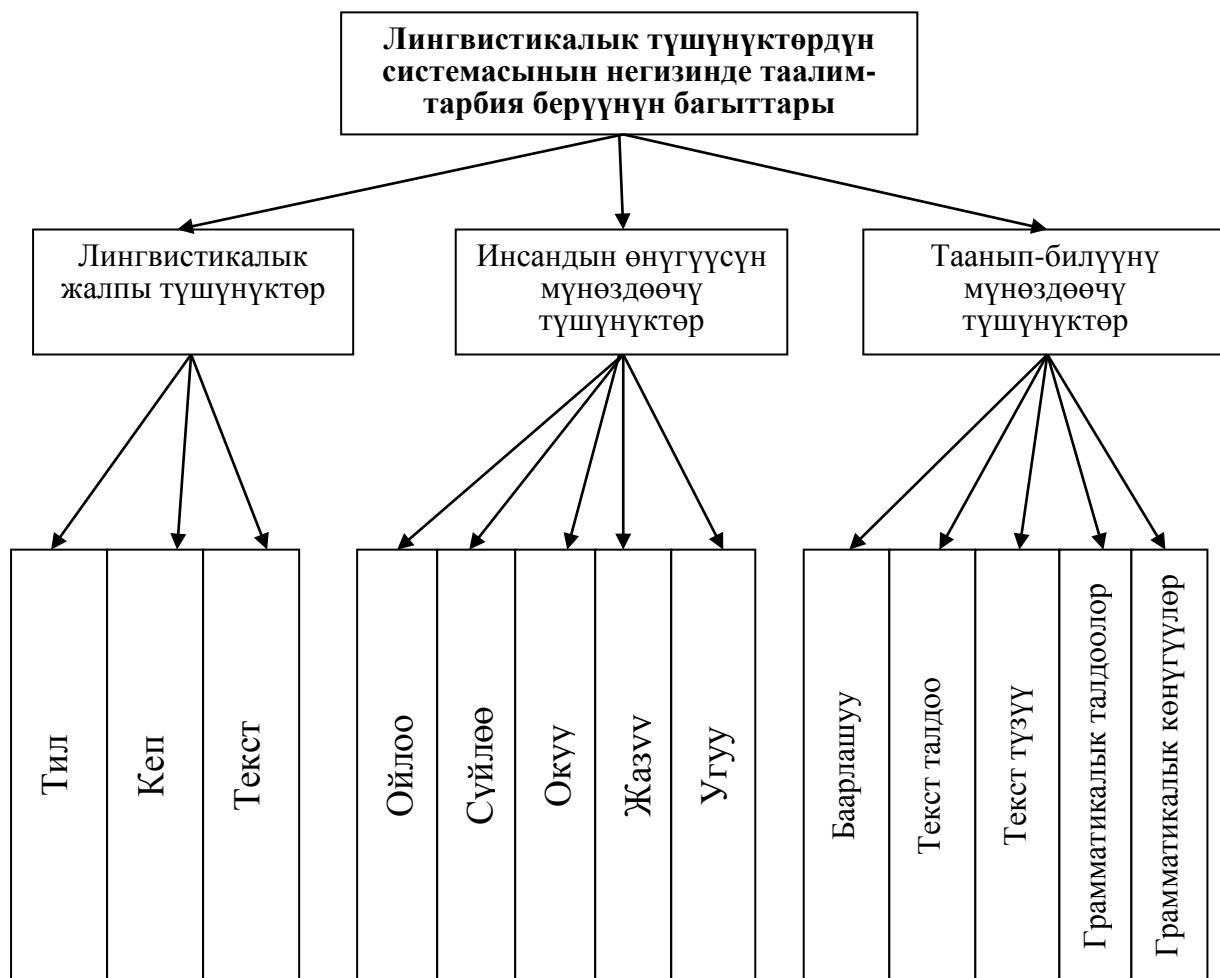 Лингвистикалык түшүнүктөрдүн
системасынын негизинде таалим-
тарбия берүүнүн багыттары
Лингвистикалык
жалпы түшүнүктөр
Инсандын өнүгүүсүн
мүнөздөөчү
түшүнүктөр
Таанып-билүүнү
мүнөздөөчү
түшүнүктөр
Тил
Кеп
Текст
Ойлоо
Сүйлөө
Окуу
Жазуу
Угуу
Баарлашуу
Текст талдоо
Текст түзүү
Грамматикалык талдоолор
Грамматикалык көнүгүүлөр